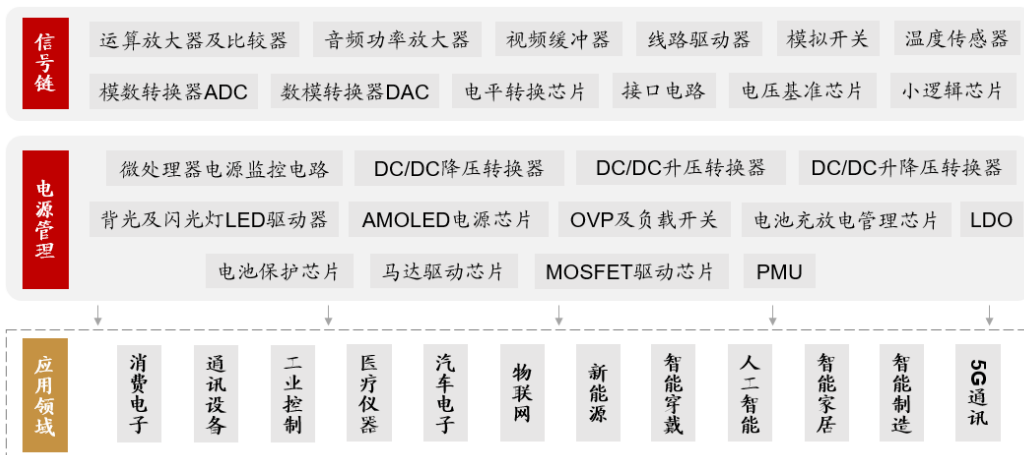 信号链
运算放大器及比较器 音频功率放大器 视频缓冲器 线路驱动器 模拟开关 温度传感器
模数转换器ADC 数模转换器DAC 电平转换芯片 接口电路 电压基准芯片 小逻辑芯片
电源管理
微处理器电源监控电路 DC/DC降压转换器 DC/DC升压转换器 DC/DC升降压转换器
背光及闪光灯LED驱动器 AMOLED电源芯片 OVP及负载开关 电池充放电管理芯片 LDO
电池保护芯片 马达驱动芯片 MOSFET驱动芯片 PMU
应用领域
消费电子
通讯设备
二业控制
医疗仪器
汽车电子
物联网
新能源
智能穿戴
人二智能
智能家居
智能制造
5G通讯